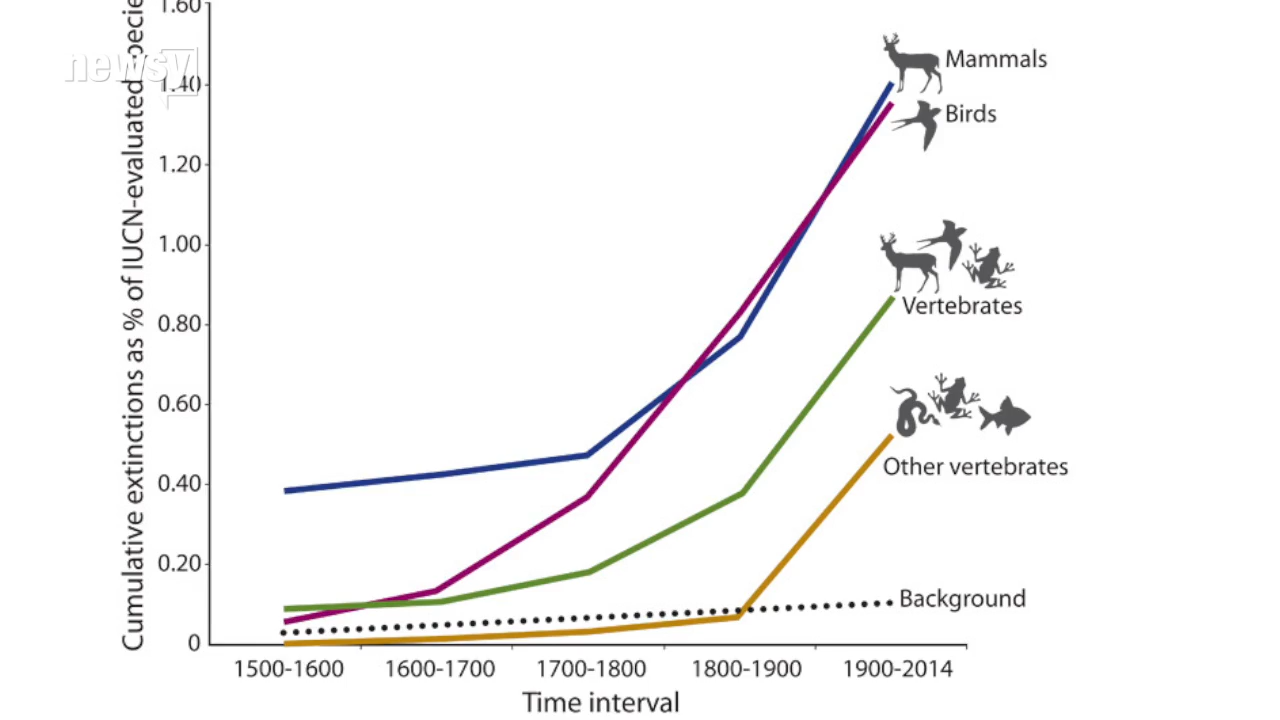 newsy
Cumulative extinctions as % of IUCN-evaluated
1.60
1.40
1.20
1.00
0.80
0.60
0.40
0.20
0
Mammals
Birds
Vertebrates
Other vertebrates
Background
1500-1600 1600-1700 1700-1800 1800-1900 1900-2014
Time interval